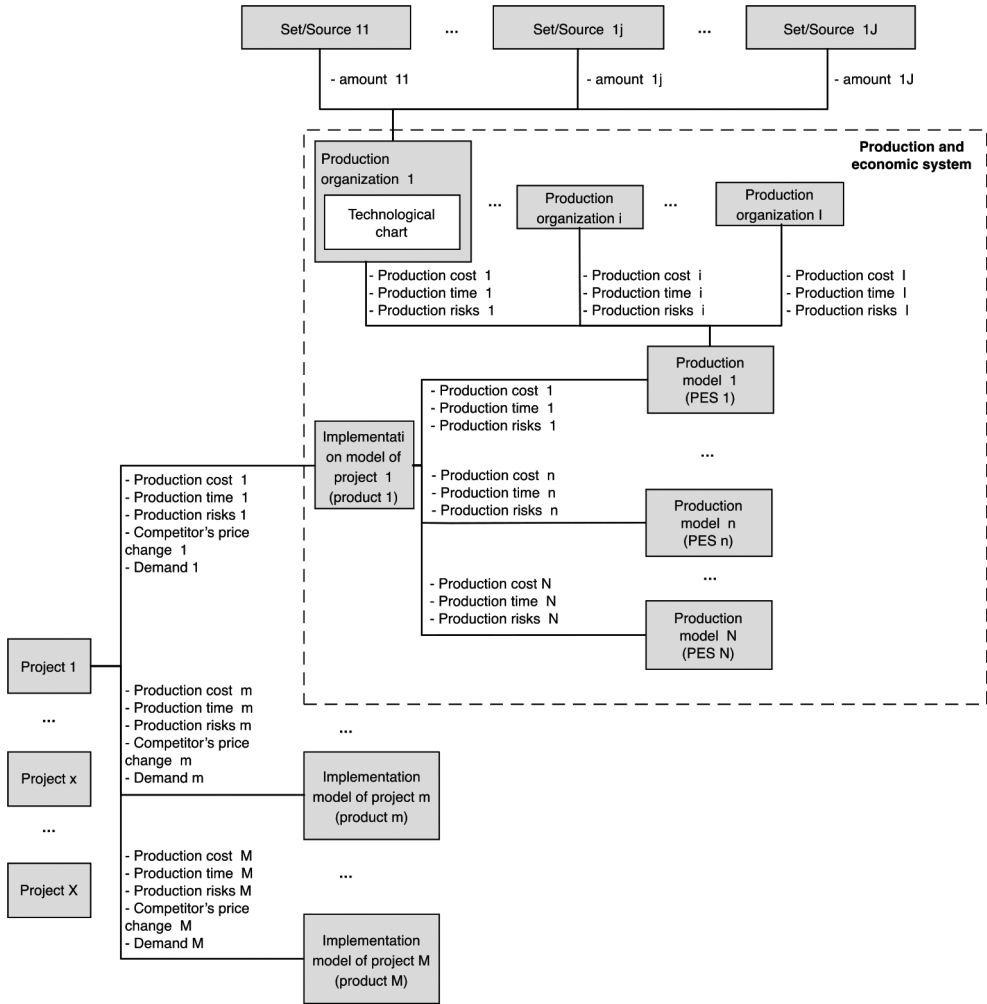 Set/Source 11
...
Set/Source 1j
...
Set/Source 1J
- amount 11
- amount 1j
- amount 1J
Production and
economic system
Production
organization 1
Technological
chart
...
Production
organization i
...
Production
organization I
- Production cost 1
- Production time 1
- Production risks 1
- Production cost i
- Production time i
- Production risks i
- Production cost I
- Production time I
- Production risks I
Production
model 1
(PES 1)
- Production cost 1
- Production time 1
- Production risks 1
Implementati
on model of
project 1
(product 1)
...
- Production cost n
- Production time n
- Production risks n
Production
model n
(PES n)
...
- Production cost N
- Production time N
- Production risks N
Production
model N
(PES N)
- Production cost 1
- Production time 1
- Production risks 1
- Competitor's price
change 1
- Demand 1
Project 1
...
Project x
...
Project X
- Production cost m
- Production time m
- Production risks m
- Competitor's price
change m
- Demand m
...
Implementation
model of project m
(product m)
- Production cost M
- Production time M
- Production risks M
- Competitor's price
change M
- Demand M
...
Implementation
model of project M
(product M)